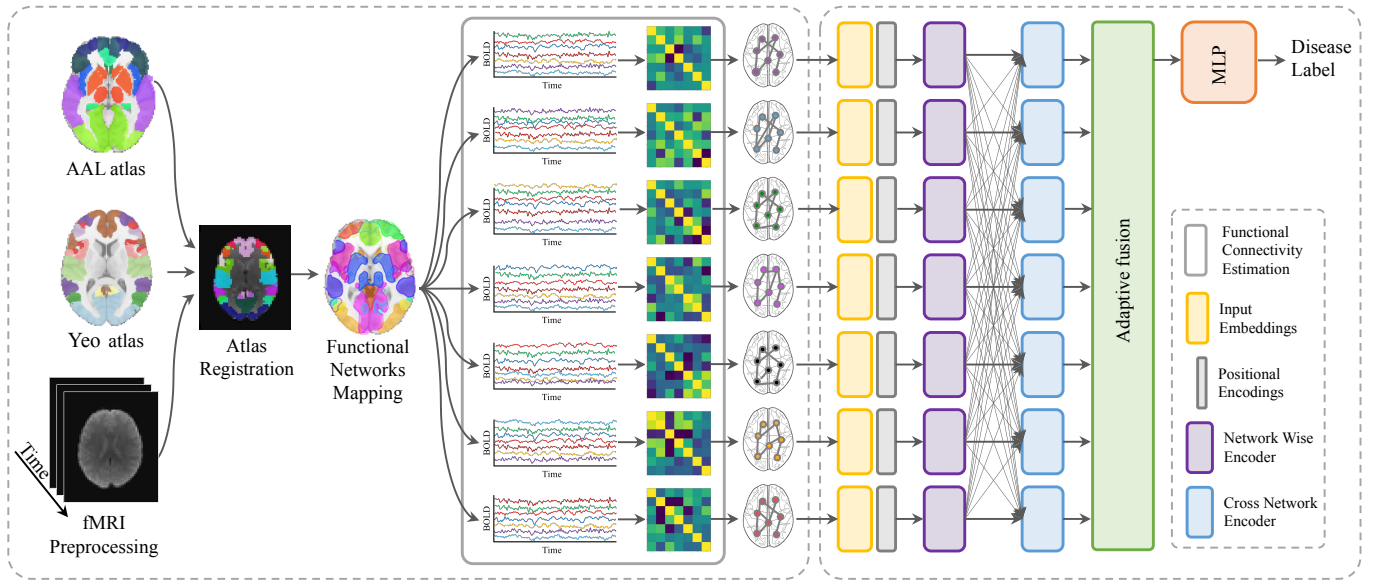 AAL atlas
Yeo atlas
Time
fMRI
Preprocessing
Atlas
Registration
Functional
Networks
Mapping
BOLD
Time
BOLD
Time
BOLD
Time
BOLD
Time
BOLD
Time
BOLD
Time
BOLD
Time
Adaptive fusion
MLP
Disease
Label
Functional
Connectivity
Estimation
Input
Embeddings
Positional
Encodings
Network Wise
Encoder
Cross Network
Encoder